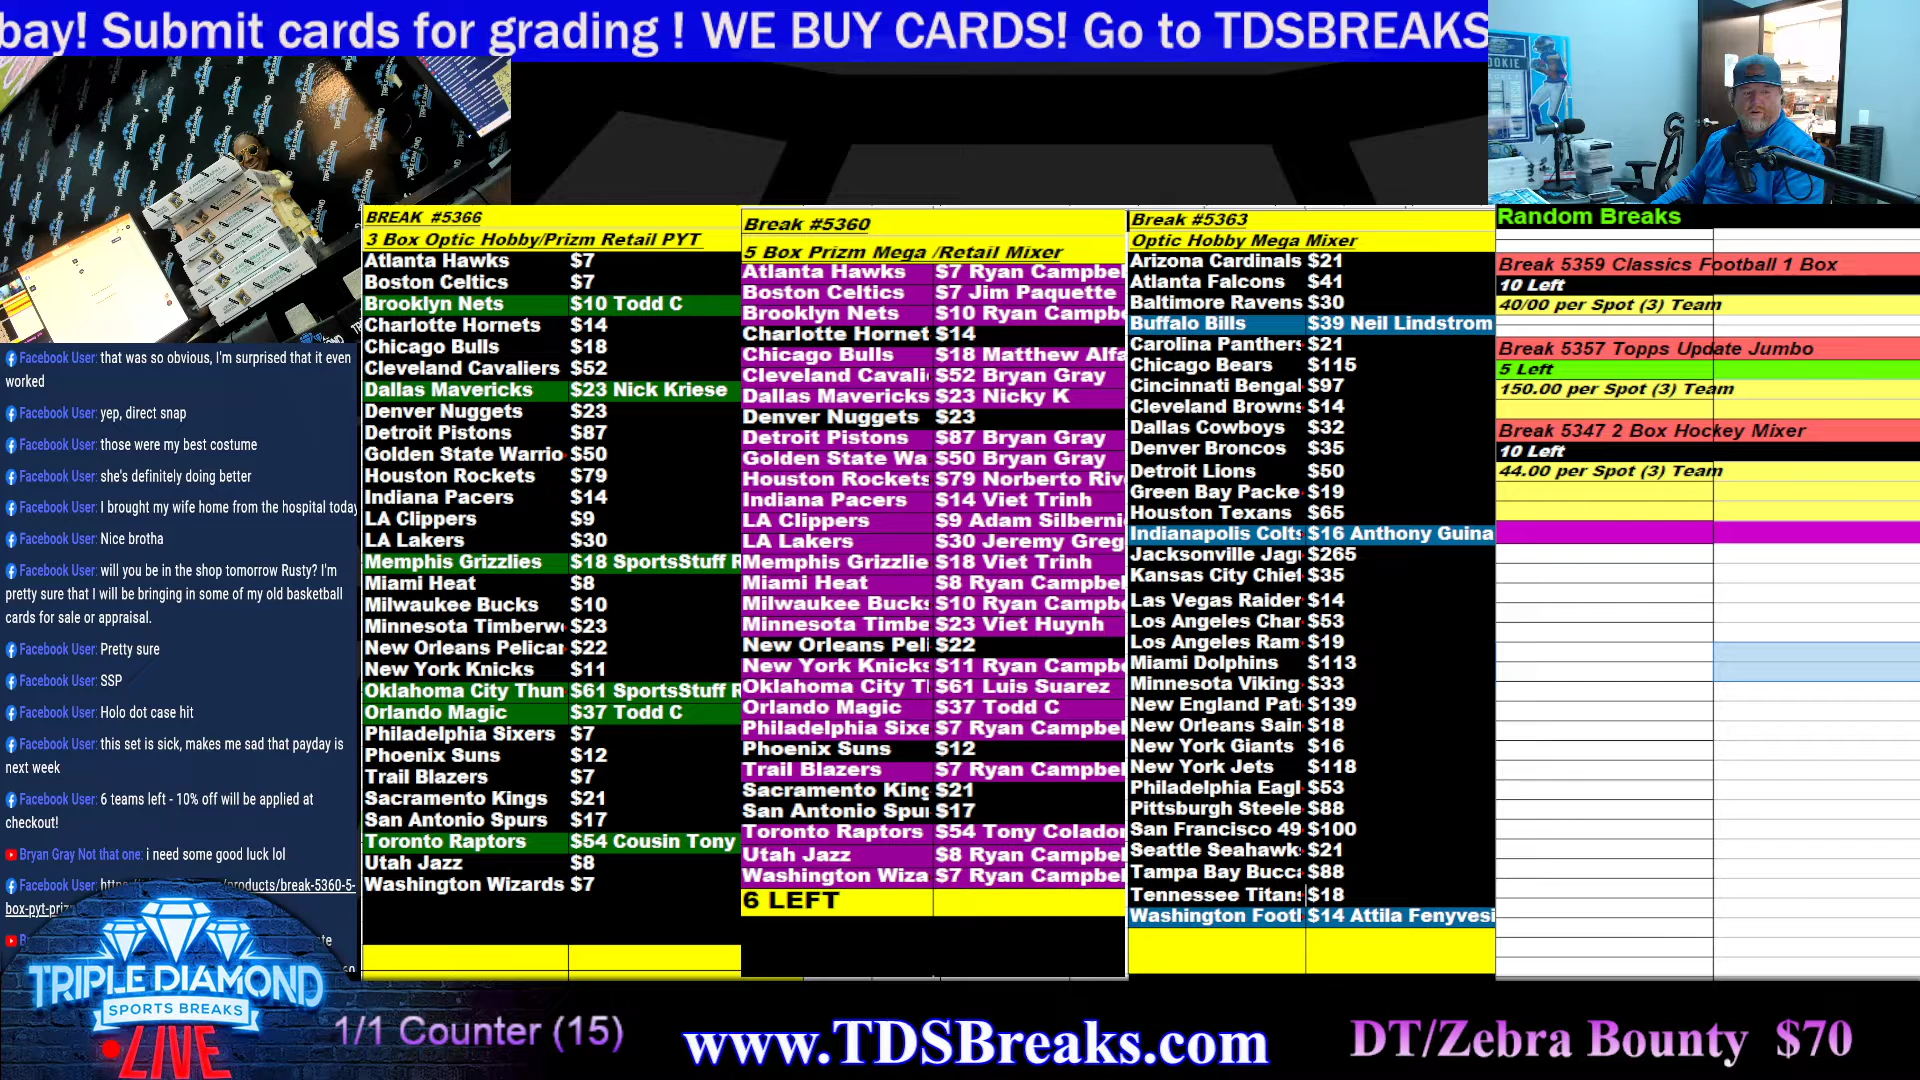 bay! Submit cards for grading ! WE BUY CARDS! Go to TDSBREAKS
BREAK #5366
3 Box Optic Hobby/Prizm Retail PYT
Atlanta Hawks $7
Boston Celtics $7
Brooklyn Nets $10 Todd C
Charlotte Hornets $14
Chicago Bulls $18
Cleveland Cavaliers $52
Dallas Mavericks $23 Nick Kriese
Denver Nuggets $23
Detroit Pistons $87
Golden State Warrio $50
Houston Rockets $79
Indiana Pacers $14
LA Clippers $9
LA Lakers $30
Memphis Grizzlies $18 SportsStuff R
Miami Heat $8
Milwaukee Bucks $10
Minnesota Timberw $23
New Orleans Pelican $22
New York Knicks $11
Oklahoma City Thun $61 SportsStuff R
Orlando Magic $37 Todd C
Philadelphia Sixers $7
Phoenix Suns $12
Trail Blazers $7
Sacramento Kings $21
San Antonio Spurs $17
Toronto Raptors $54 Cousin Tony
Utah Jazz $8
Washington Wizards $7
Break #5360
5 Box Prizm Mega /Retail Mixer
Atlanta Hawks $7 Ryan Campbel
Boston Celtics $7 Jim Paquette
Brooklyn Nets $10 Ryan Campbe
Charlotte Hornet $14
Chicago Bulls $18 Matthew Alfa
Cleveland Cavali $52 Bryan Gray
Dallas Mavericks $23 Nicky K
Denver Nuggets $23
Detroit Pistons $87 Bryan Gray
Golden State Wa $50 Bryan Gray
Houston Rockets $79 Norberto Riv
Indiana Pacers $14 Viet Trinh
LA Clippers $9 Adam Silberni
LA Lakers $30 Jeremy Greg
Memphis Grizzlie $18 Viet Trinh
Miami Heat $8 Ryan Campbel
Milwaukee Bucks $10 Ryan Campbe
Minnesota Timbe $23 Viet Huynh
New Orleans Peli $22
New York Knicks $11 Ryan Campbe
Oklahoma City T $61 Luis Suarez
Orlando Magic $37 Todd C
Philadelphia Sixe $7 Ryan Campbel
Phoenix Suns $12
Trail Blazers $7 Ryan Campbel
Sacramento King $21
San Antonio Spu $17
Toronto Raptors $54 Tony Colador
Utah Jazz $8 Ryan Campbel
Washington Wiza $7 Ryan Campbel
6 LEFT
Break #5363
Optic Hobby Mega Mixer
Arizona Cardinals $21
Atlanta Falcons $41
Baltimore Ravens $30
Buffalo Bills $39 Neil Lindstrom
Carolina Panthers $21
Chicago Bears $115
Cincinnati Bengal $97
Cleveland Browns $14
Dallas Cowboys $32
Denver Broncos $35
Detroit Lions $50
Green Bay Packe $19
Houston Texans $65
Indianapolis Colts $16 Anthony Guina
Jacksonville Jagu $265
Kansas City Chief $35
Las Vegas Raider $14
Los Angeles Char $53
Los Angeles Ram $19
Miami Dolphins $113
Minnesota Viking $33
New England Pat $139
New Orleans Sain $18
New York Giants $16
New York Jets $118
Philadelphia Eagl $53
Pittsburgh Steele $88
San Francisco 49 $100
Seattle Seahawk $21
Tampa Bay Bucca $88
Tennessee Titans $18
Washington Footl $14 Attila Fenyvesi
Random Breaks
Break 5359 Classics Football 1 Box
10 Left
40/00 per Spot (3) Team
Break 5357 Topps Update Jumbo
5 Left
150.00 per Spot (3) Team
Break 5347 2 Box Hockey Mixer
10 Left
44.00 per Spot (3) Team
Facebook User: that was so obvious, I'm surprised that it even
worked
Facebook User: yep, direct snap
Facebook User: those were my best costume
Facebook User: she's definitely doing better
Facebook User: I brought my wife home from the hospital today
Facebook User: Nice brotha
Facebook User: will you be in the shop tomorrow Rusty? I'm
pretty sure that I will be bringing in some of my old basketball
cards for sale or appraisal.
Facebook User: Pretty sure
Facebook User: SSP
Facebook User: Holo dot case hit
Facebook User: this set is sick, makes me sad that payday is
next week
Facebook User: 6 teams left - 10% off will be applied at
checkout!
Bryan Gray Not that one: i need some good luck lol
Facebook User: /products/break-5360-5-
box-pyt-priz
TRIPLE DIAMOND
SPORTS BREAKS
LIVE
1/1 Counter (15)
www.TDSBreaks.com
DT/Zebra Bounty $70